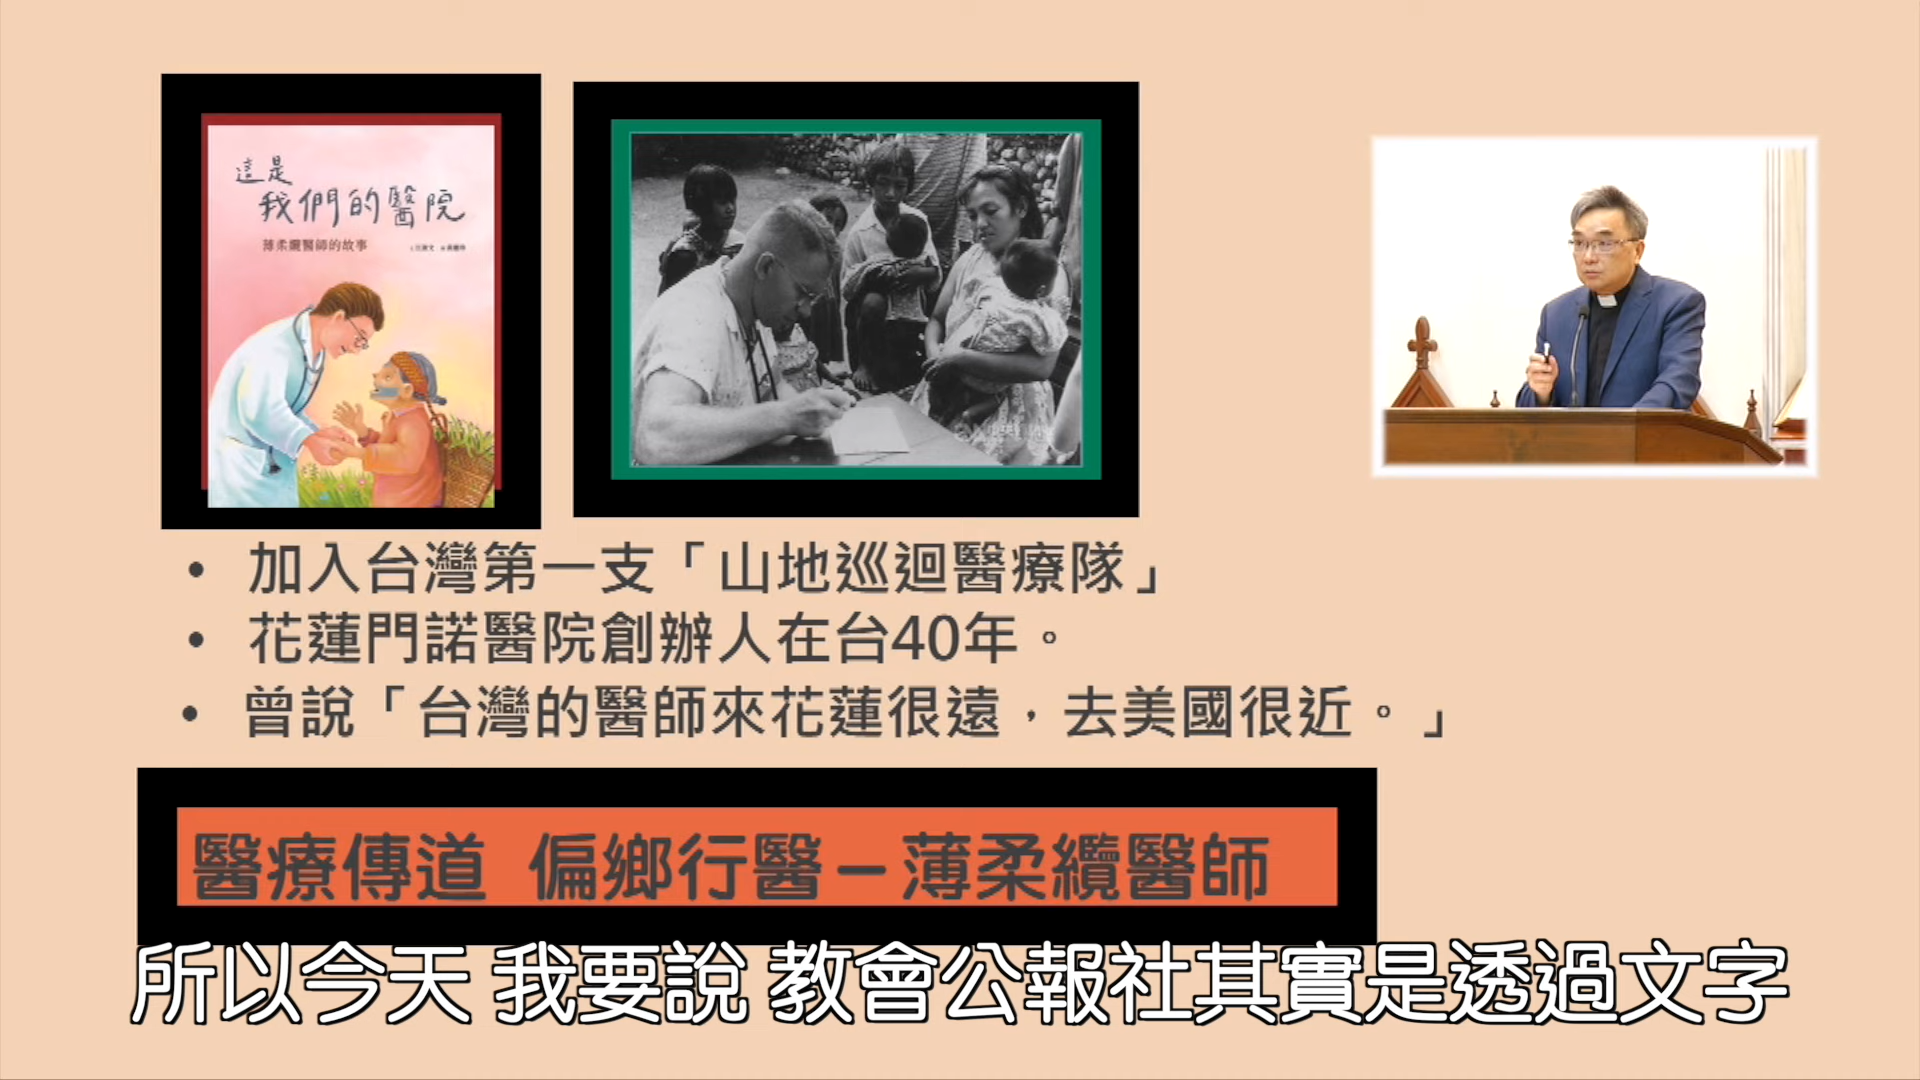 這是
我們的醫院
薄柔纜醫師的故事
加入台灣第一支「山地巡迴醫療隊」
花蓮門諾醫院創辦人在台40年。
曾說「台灣的醫師來花蓮很遠，去美國很近。」
醫療傳道 偏鄉行醫－薄柔纜醫師
所以今天 我要說 教會公報社其實是透過文字